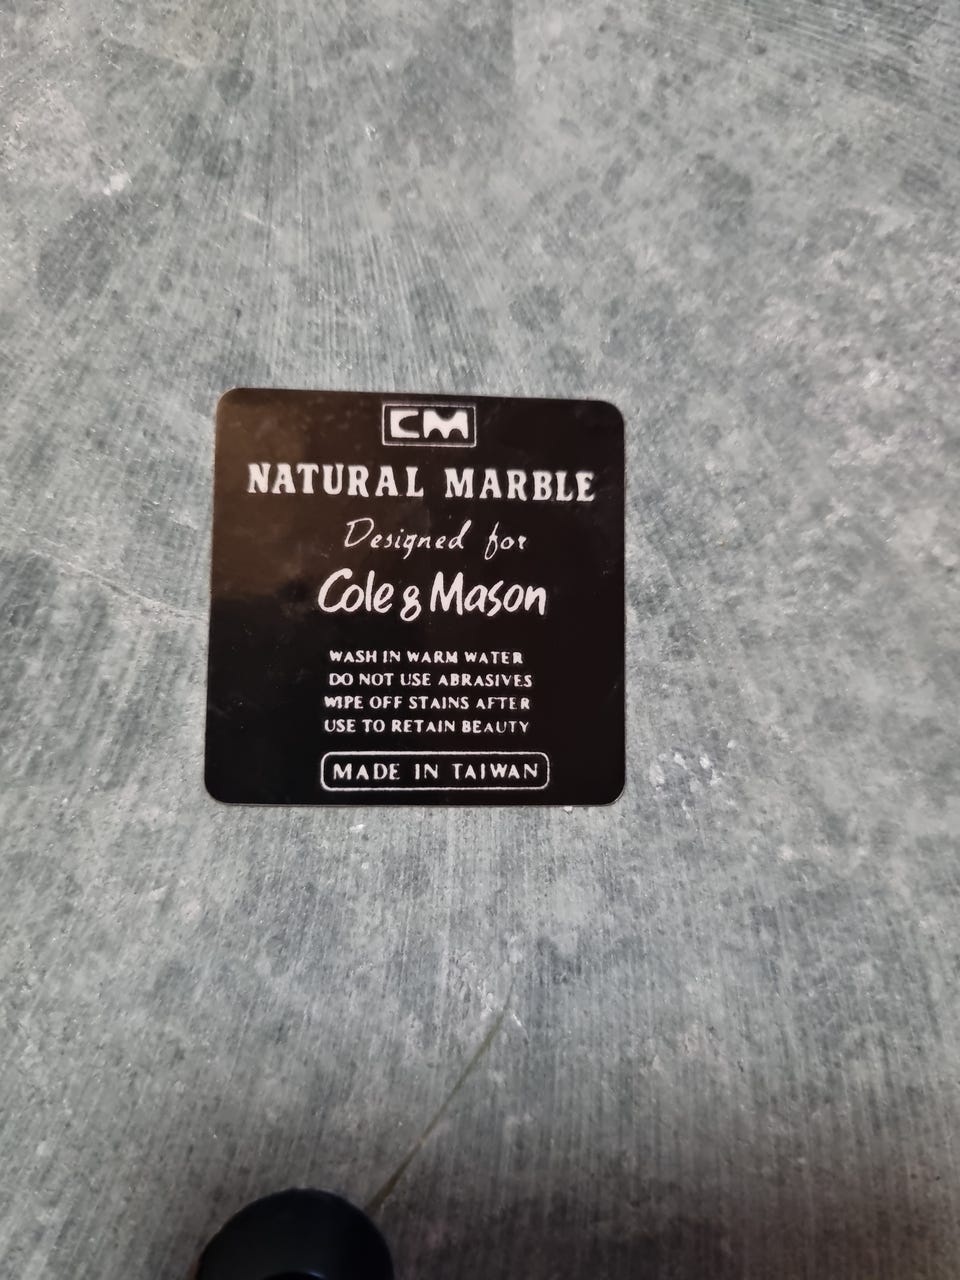 CM
NATURAL MARBLE
Designed for
Cole & Mason
WASH IN WARM WATER
DO NOT USE ABRASIVES
WIPE OFF STAINS AFTER
USE TO RETAIN BEAUTY
MADE IN TAIWAN